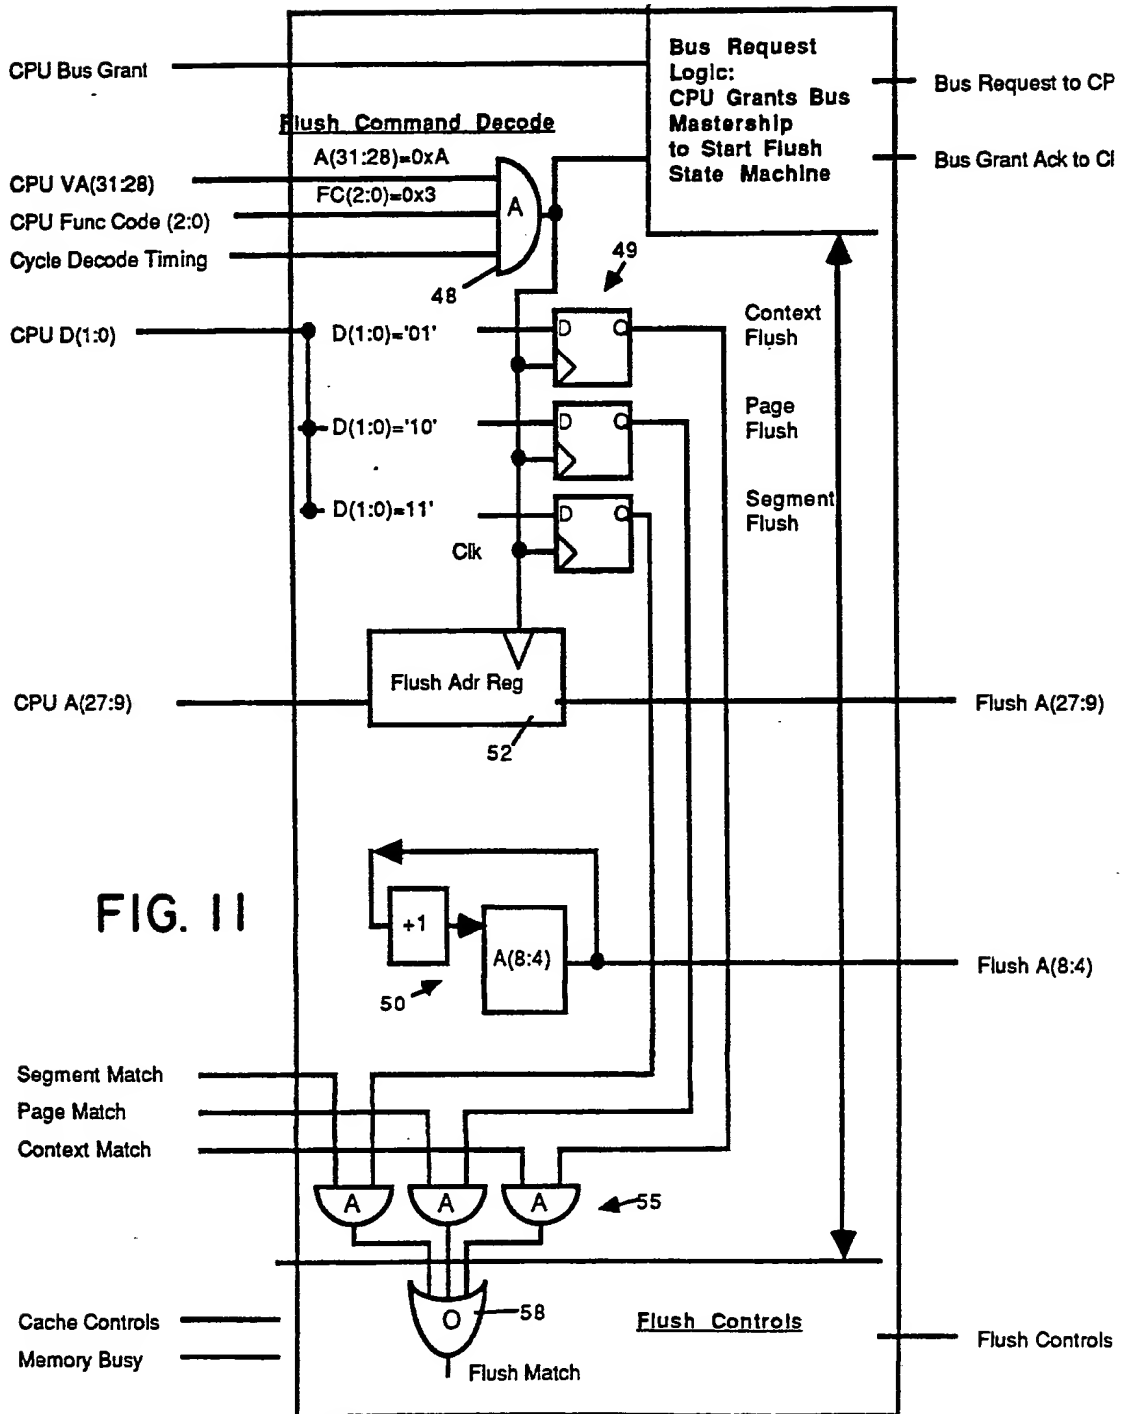 Bus Request
Logic:
CPU Grants Bus
Mastership
to Start Flush
State Machine
CPU Bus Grant
Bus Request to CP
Flush Command Decode
Bus Grant Ack to CI
A(31:28)=0xA
CPU VA(31:28)
FC(2:0)=0x3
A
CPU Func Code (2:0)
Cycle Decode Timing
48
49
CPU D(1:0)
D(1:0)='01'
D
Q
Context
Flush
D(1:0)='10'
D
Q
Page
Flush
D(1:0)=11'
D
Q
Segment
Flush
Clk
CPU A(27:9)
Flush Adr Reg
Flush A(27:9)
52
FIG. 11
+1
A(8:4)
Flush A(8:4)
50
Segment Match
Page Match
Context Match
A
A
A
55
Cache Controls
O
58
Flush Controls
Flush Controls
Memory Busy
Flush Match